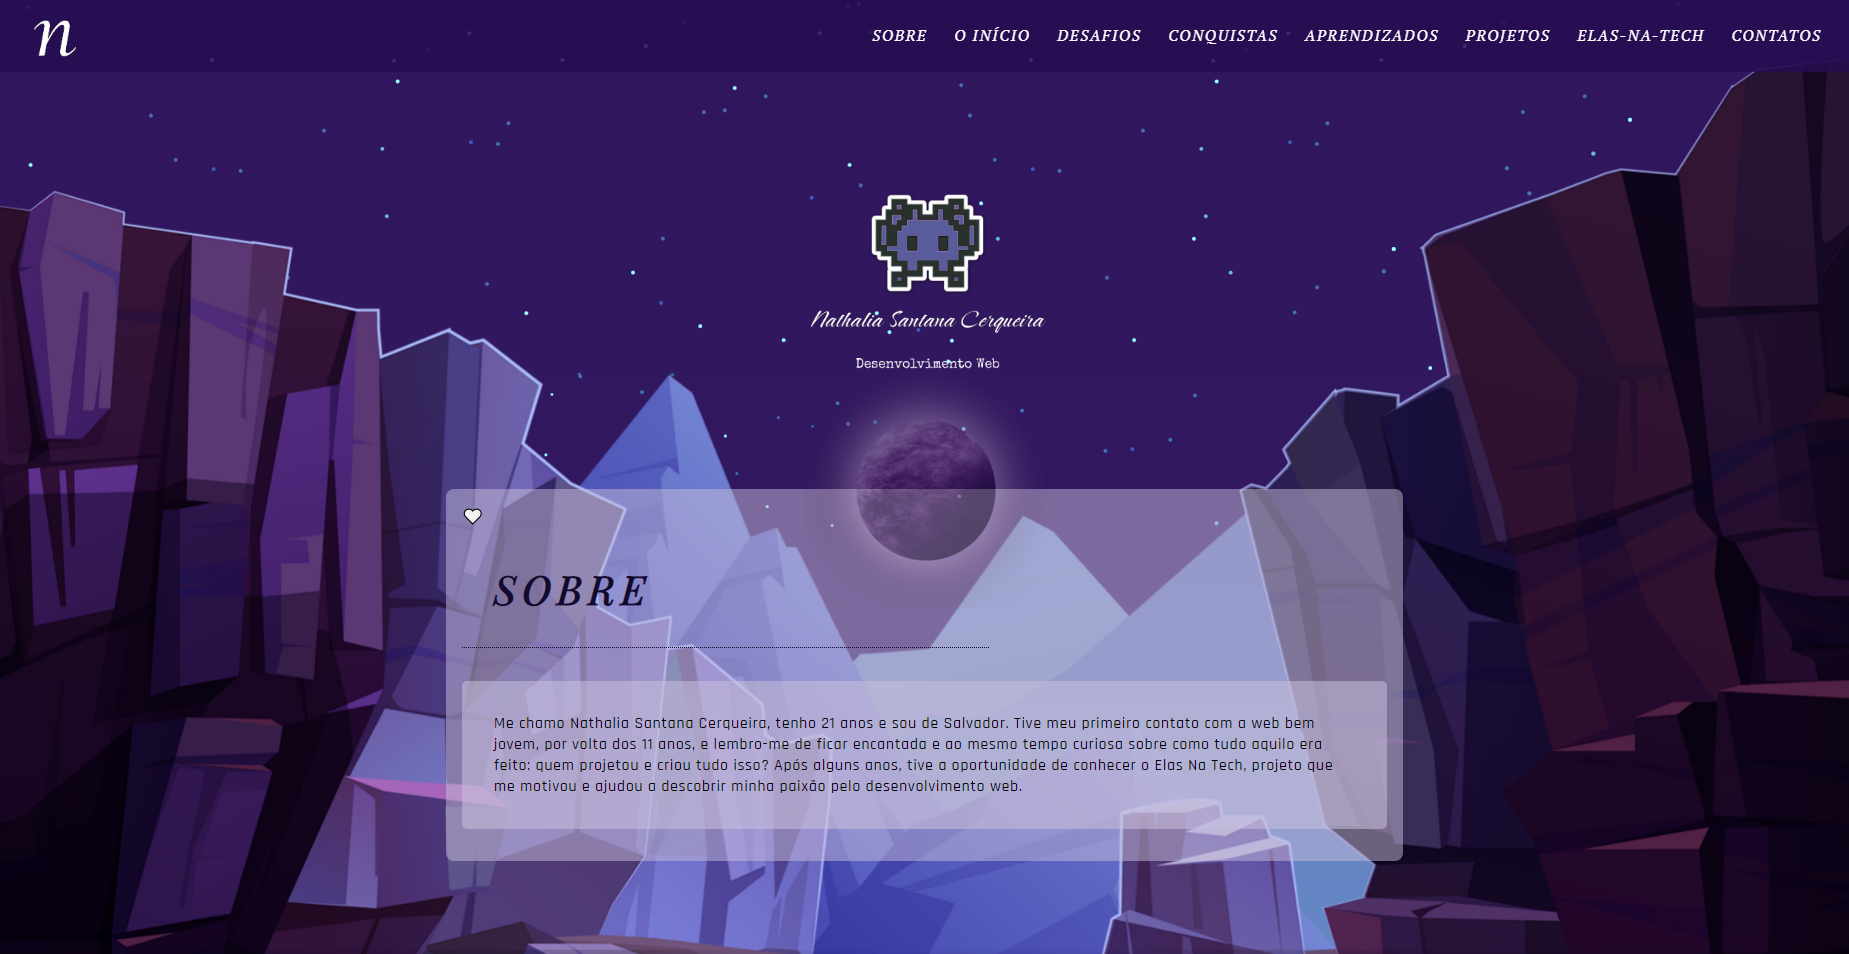 n
SOBRE O INÍCIO DESAFIOS CONQUISTAS APRENDIZADOS PROJETOS ELAS-NA-TECH CONTATOS
Nathalia Santana Cerqueira
Desenvolvimento Web
SOBRE
Me chamo Nathalia Santana Cerqueira, tenho 21 anos e sou de Salvador. Tive meu primeiro contato com a web bem
jovem, por volta dos 11 anos, e lembro-me de ficar encantada e ao mesmo tempo curiosa sobre como tudo aquilo era
feito: quem projetou e criou tudo isso? Após alguns anos, tive a oportunidade de conhecer o Elas Na Tech, projeto que
me motivou e ajudou a descobrir minha paixão pelo desenvolvimento web.